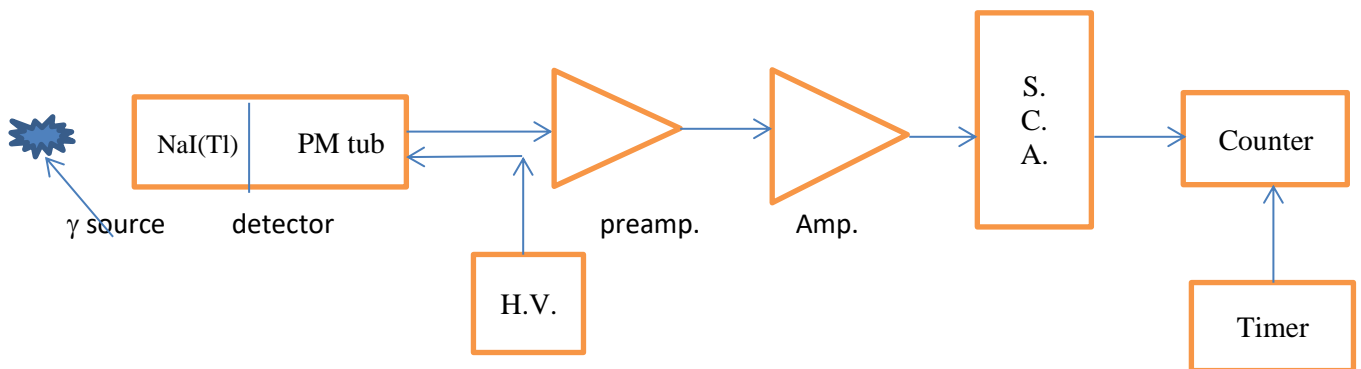 NaI(Tl)
PM tub
S.
C.
A.
Counter
γ source
detector
preamp.
Amp.
H.V.
Timer